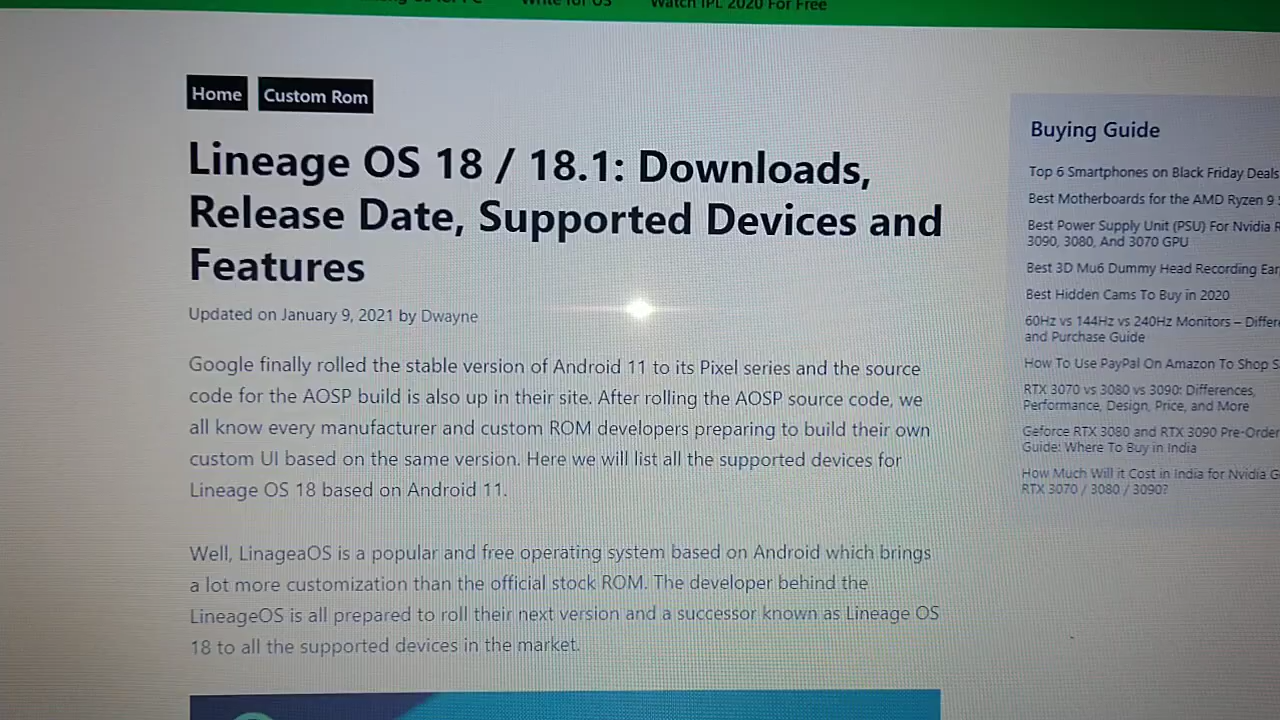 Write for US
Watch IPL 2020 For Free
Home
Custom Rom
Lineage OS 18 / 18.1: Downloads,
Release Date, Supported Devices and
Features
Updated on January 9, 2021 by Dwayne
Google finally rolled the stable version of Android 11 to its Pixel series and the source
code for the AOSP build is also up in their site. After rolling the AOSP source code, we
all know every manufacturer and custom ROM developers preparing to build their own
custom UI based on the same version. Here we will list all the supported devices for
Lineage OS 18 based on Android 11.
Well, LinageaOS is a popular and free operating system based on Android which brings
a lot more customization than the official stock ROM. The developer behind the
LineageOS is all prepared to roll their next version and a successor known as Lineage OS
18 to all the supported devices in the market.
Buying Guide
Top 6 Smartphones on Black Friday Deals
Best Motherboards for the AMD Ryzen 9
Best Power Supply Unit (PSU) For Nvidia
3090, 3080, And 3070 GPU
Best 3D Mu6 Dummy Head Recording
Best Hidden Cams To Buy in 2020
60Hz vs 144Hz vs 240Hz Monitors –
and Purchase Guide
How To Use PayPal On Amazon To Shop
RTX 3070 vs 3080 vs 3090: Differences,
Performance, Design, Price, and More
Geforce RTX 3080 and RTX 3090 Pre-Order
Guide: Where To Buy in India
How Much Will it Cost in India for Nvidia
RTX 3070 / 3080 / 3090?